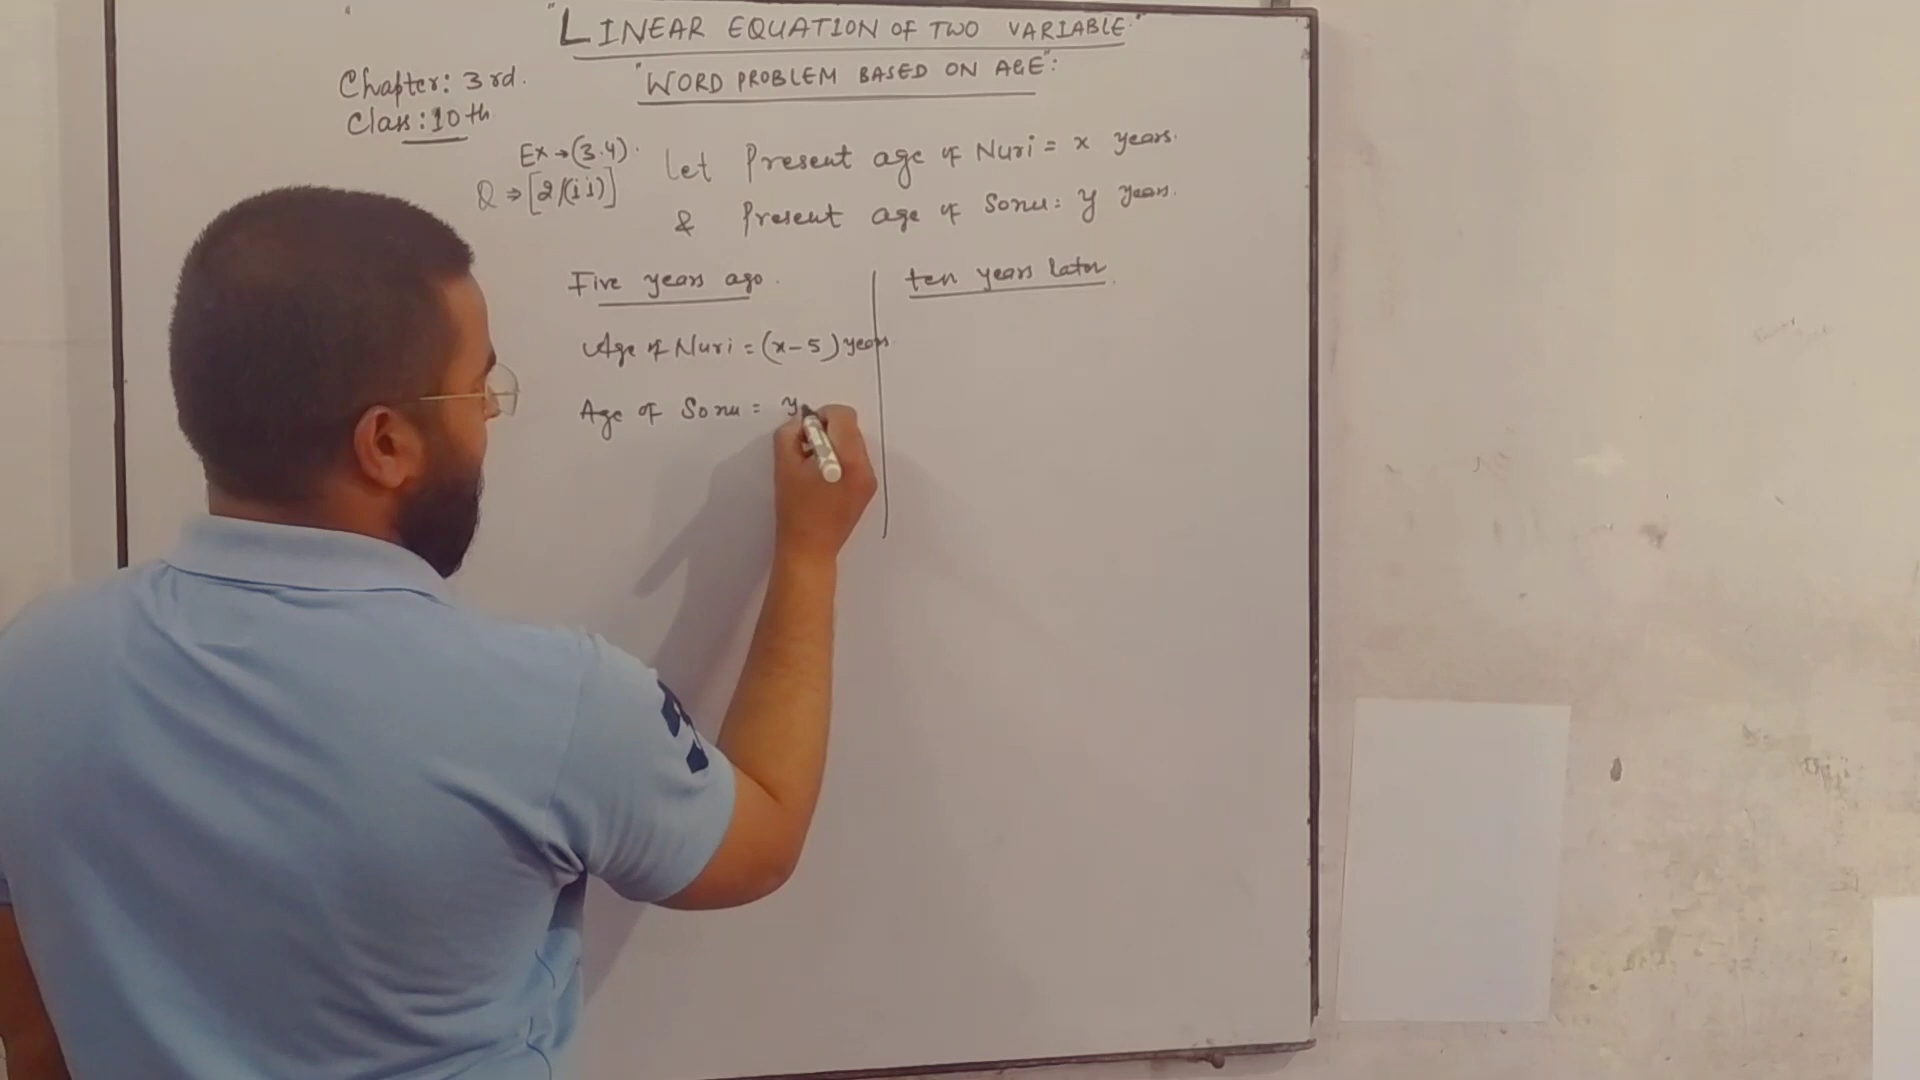 "LINEAR EQUATION OF TWO VARIABLE."
"WORD PROBLEM BASED ON AGE":
Chapter: 3rd.
Class: 10th
Ex → (3.4).
Q ⇒ [2/(ii)]
Let Present age of Nuri = x years.
& Present age of Sonu = y years.
Five years ago.
Age of Nuri = (x-5) years.
Age of Sonu = y
ten years later.